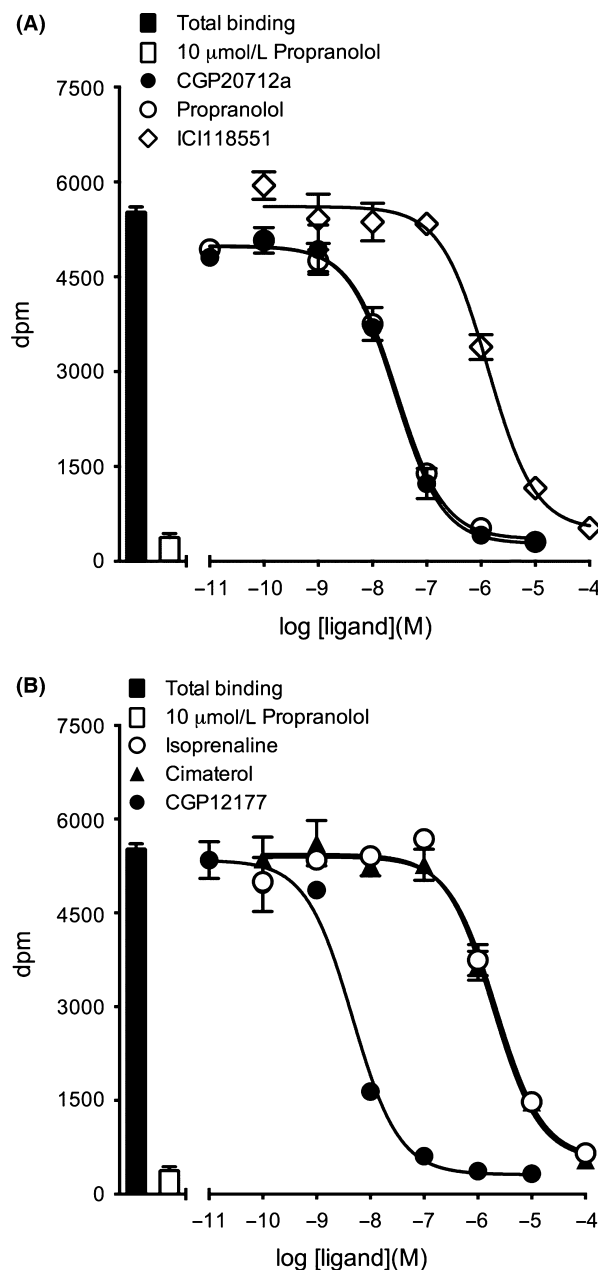 (A)
Total binding
10 μmol/L Propranolol
CGP20712a
Propranolol
ICI118551
7500
6000
4500
3000
1500
0
dpm
−11 −10 −9 −8 −7 −6 −5 −4
log [ligand](M)
(B)
Total binding
10 μmol/L Propranolol
Isoprenaline
Cimaterol
CGP12177
7500
6000
4500
3000
1500
0
dpm
−11 −10 −9 −8 −7 −6 −5 −4
log [ligand](M)